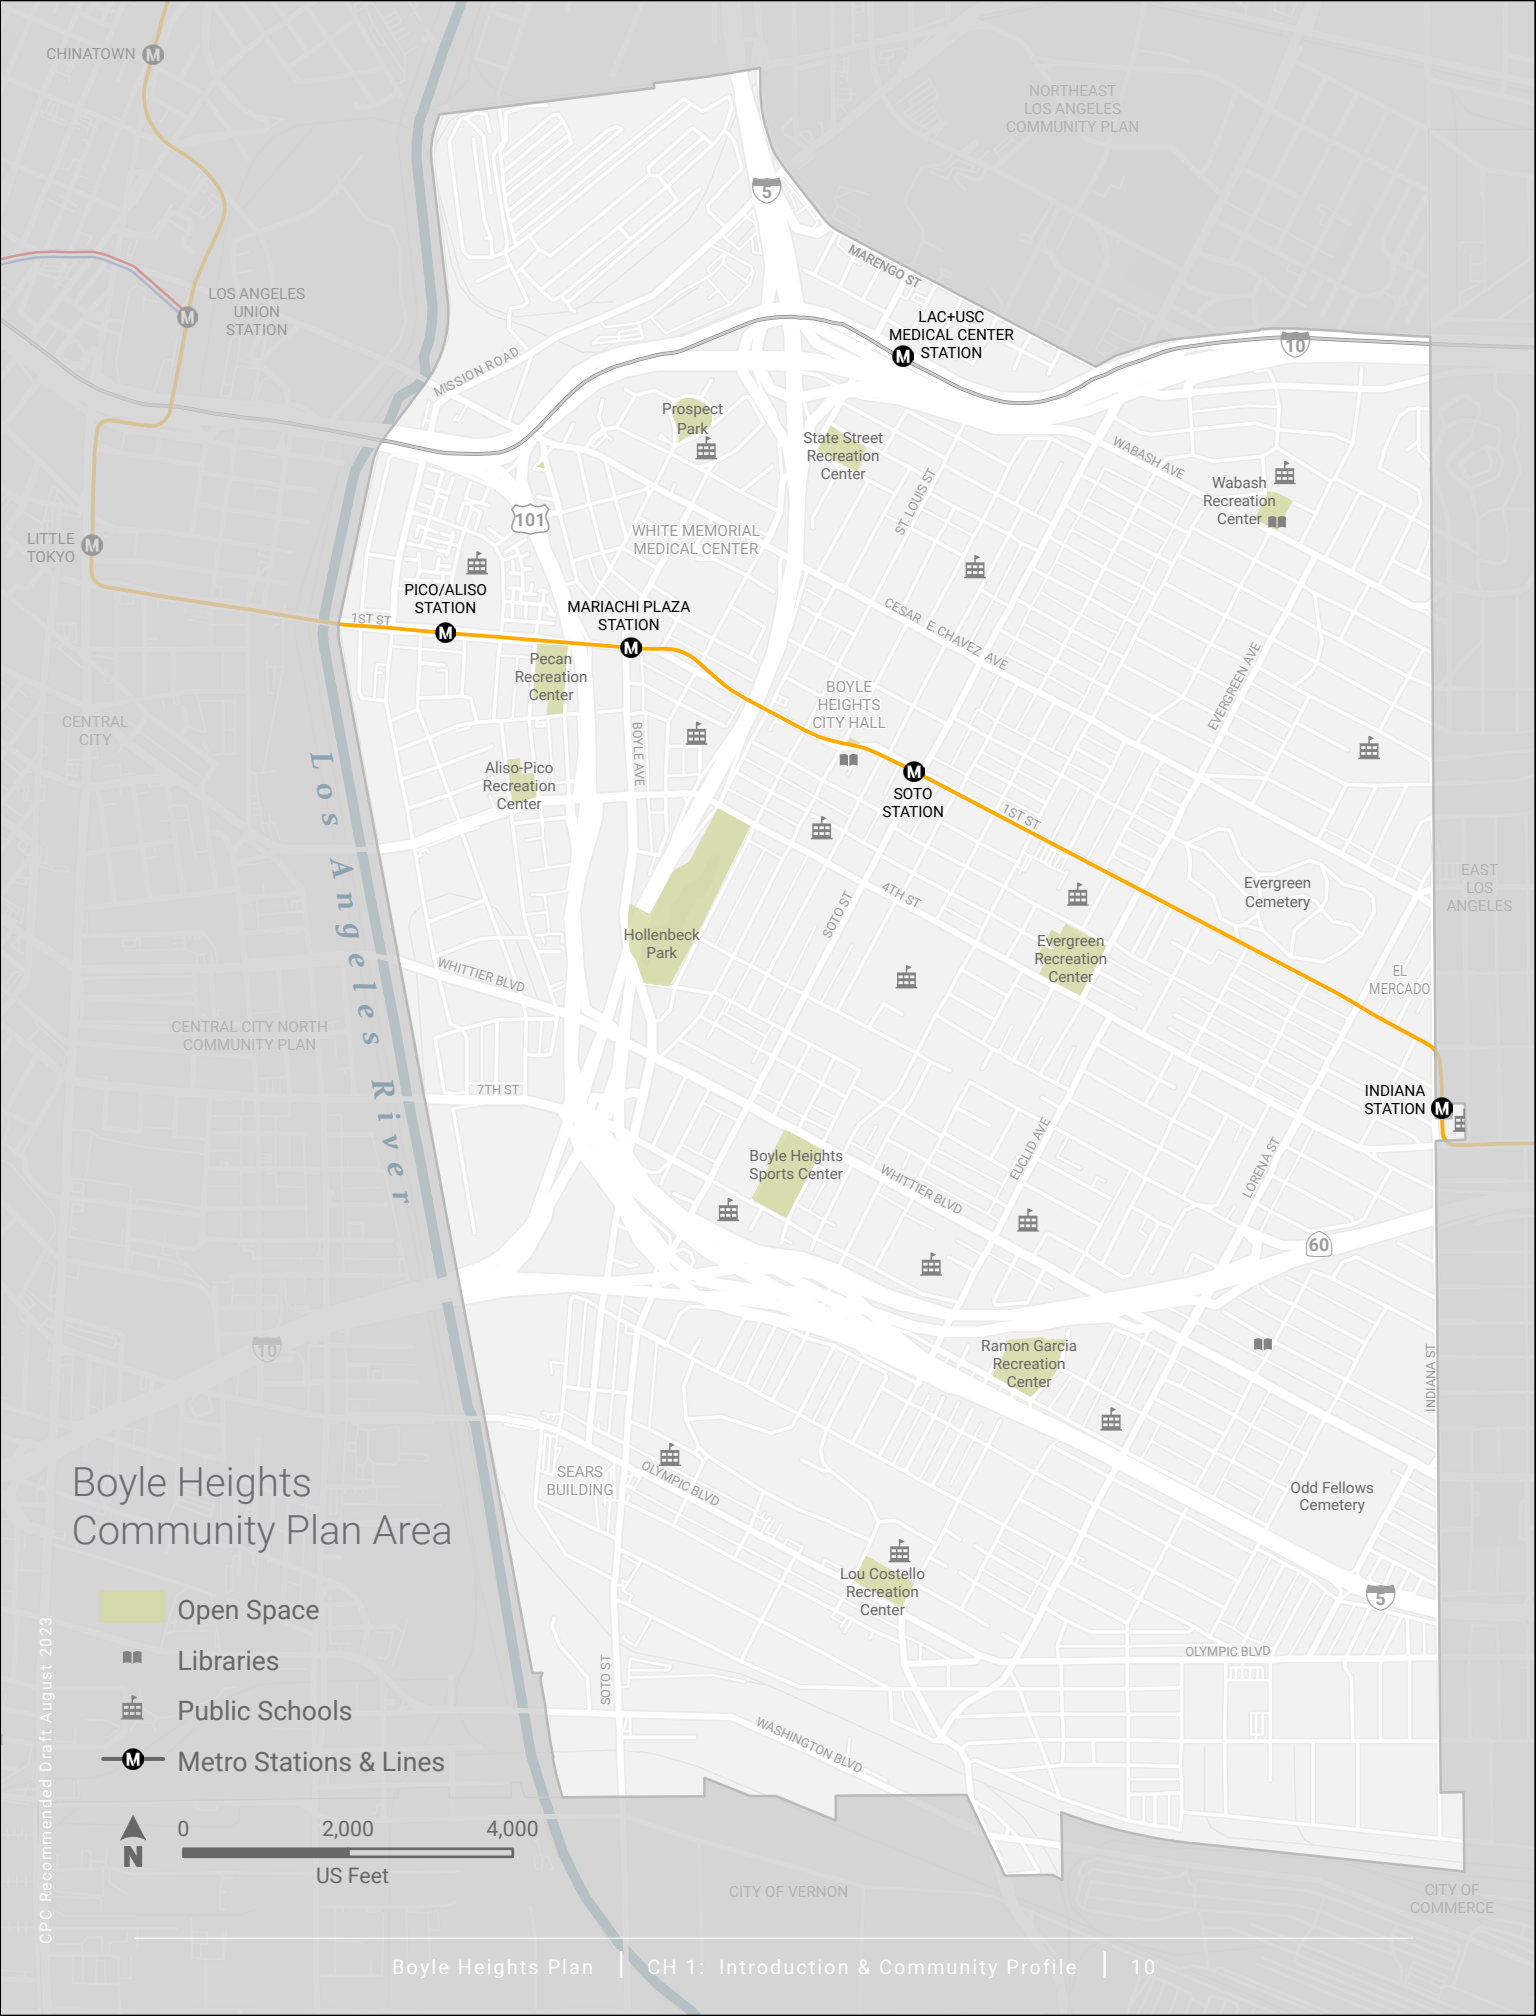 CHINATOWN
M
NORTHEAST
LOS ANGELES
COMMUNITY PLAN
5
MARENGO ST
LOS ANGELES
UNION
STATION
M
LAC+USC
MEDICAL CENTER
STATION
M
10
MISSION ROAD
Prospect
Park
State Street
Recreation
Center
WABASH AVE
Wabash
Recreation
Center
ST. LOUIS ST
101
WHITE MEMORIAL
MEDICAL CENTER
LITTLE
TOKYO
M
PICO/ALISO
STATION
M
MARIACHI PLAZA
STATION
M
1ST ST
CESAR E CHAVEZ AVE
EVERGREEN AVE
Pecan
Recreation
Center
BOYLE
HEIGHTS
CITY HALL
CENTRAL
CITY
BOYLE AVE
Aliso-Pico
Recreation
Center
M
SOTO
STATION
1ST ST
Los Angeles River
EAST
LOS
ANGELES
Evergreen
Cemetery
4TH ST
SOTO ST
Hollenbeck
Park
Evergreen
Recreation
Center
EL
MERCADO
WHITTIER BLVD
CENTRAL CITY NORTH
COMMUNITY PLAN
7TH ST
INDIANA
STATION
M
Boyle Heights
Sports Center
WHITTIER BLVD
EUCLID AVE
LORENA ST
60
10
Ramon Garcia
Recreation
Center
INDIANA ST
SEARS
BUILDING
OLYMPIC BLVD
Odd Fellows
Cemetery
Lou Costello
Recreation
Center
5
OLYMPIC BLVD
SOTO ST
WASHINGTON BLVD
CITY OF VERNON
CITY OF
COMMERCE
Boyle Heights
Community Plan Area
Open Space
Libraries
Public Schools
M
Metro Stations & Lines
N
0 2,000 4,000
US Feet
CPC Recommended Draft August 2023
Boyle Heights Plan | CH 1: Introduction & Community Profile | 10